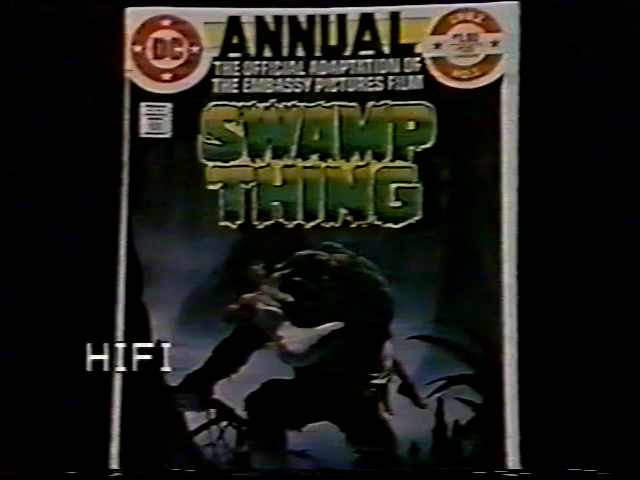 ANNUAL
DC
THE OFFICIAL ADAPTATION OF
THE EMBASSY PICTURES FILM
SWAMP
THING
HIFI